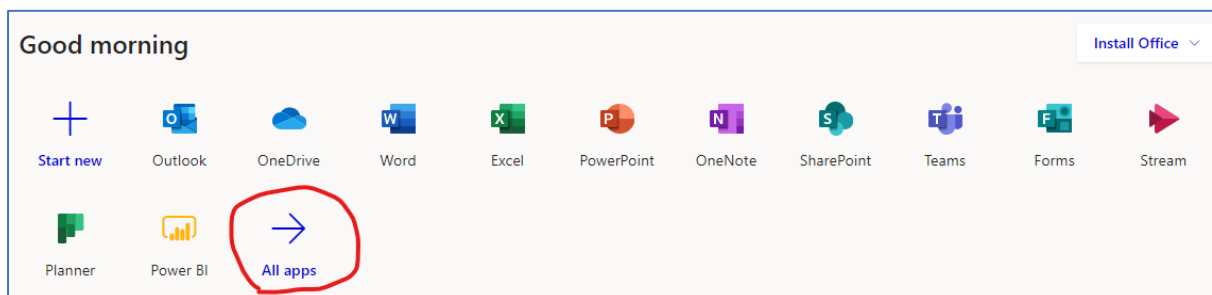 Good morning
Install Office
Start new
Outlook
OneDrive
Word
Excel
PowerPoint
OneNote
SharePoint
Teams
Forms
Stream
Planner
Power BI
All apps